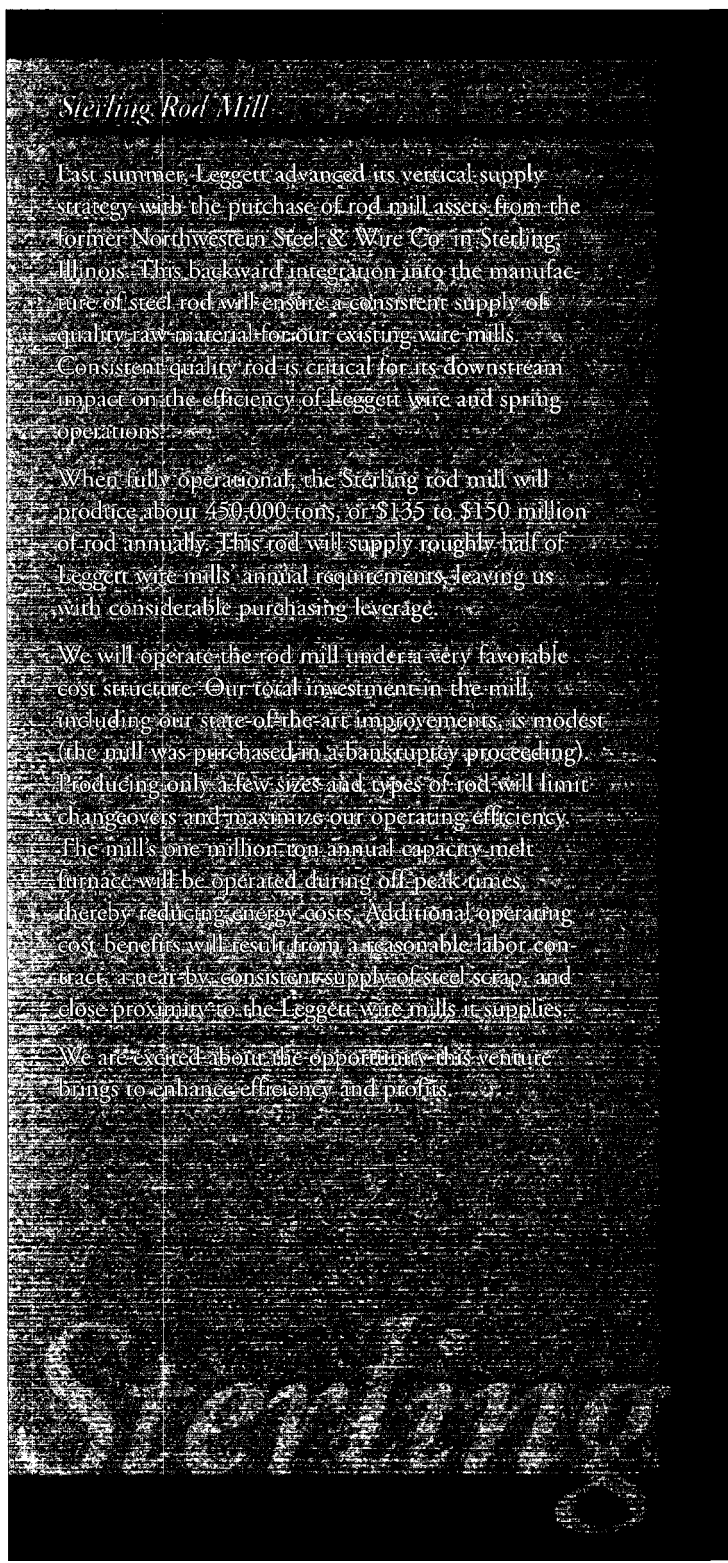 Sterling Rod Mill
Last summer, Leggett advanced its vertical supply
strategy with the purchase of rod mill assets from the
former Northwestern Steel & Wire Co. in Sterling,
Illinois. This backward integration into the manufac-
ture of steel rod will ensure a consistent supply of
quality raw material for our existing wire mills.
Consistent quality rod is critical for its downstream
impact on the efficiency of Leggett wire and spring
operations.
When fully operational, the Sterling rod mill will
produce about 450,000 tons, or $135 to $150 million
of rod annually. This rod will supply roughly half of
Leggett wire mills' annual requirements, leaving us
with considerable purchasing leverage.
We will operate the rod mill under a very favorable
cost structure. Our total investment in the mill,
including our state-of-the-art improvements, is modest
(the mill was purchased in a bankruptcy proceeding).
Producing only a few sizes and types of rod will limit
changeovers and maximize our operating efficiency.
The mill's one million ton annual capacity melt
furnace will be operated during off-peak times,
thereby reducing energy costs. Additional operating
cost benefits will result from a reasonable labor con-
tract, a near-by, consistent supply of steel scrap, and
close proximity to the Leggett wire mills it supplies.
We are excited about the opportunity this venture
brings to enhance efficiency and profits.
Sterling